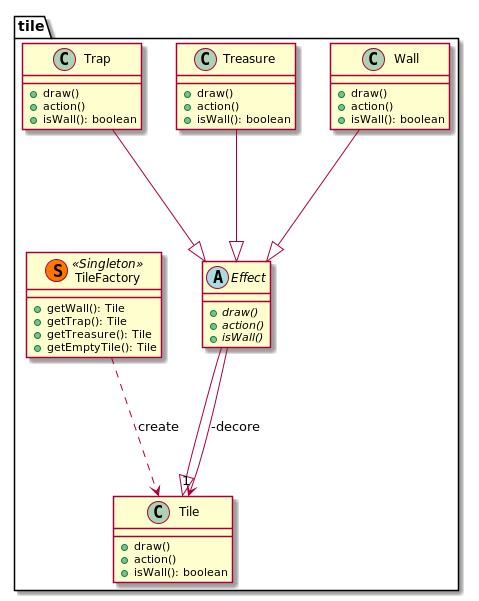 tile
C Trap
draw()
action()
isWall(): boolean
C Treasure
draw()
action()
isWall(): boolean
C Wall
draw()
action()
isWall(): boolean
S «Singleton»
TileFactory
getWall(): Tile
getTrap(): Tile
getTreasure(): Tile
getEmptyTile(): Tile
A Effect
draw()
action()
isWall()
create
-decore
1
C Tile
draw()
action()
isWall(): boolean